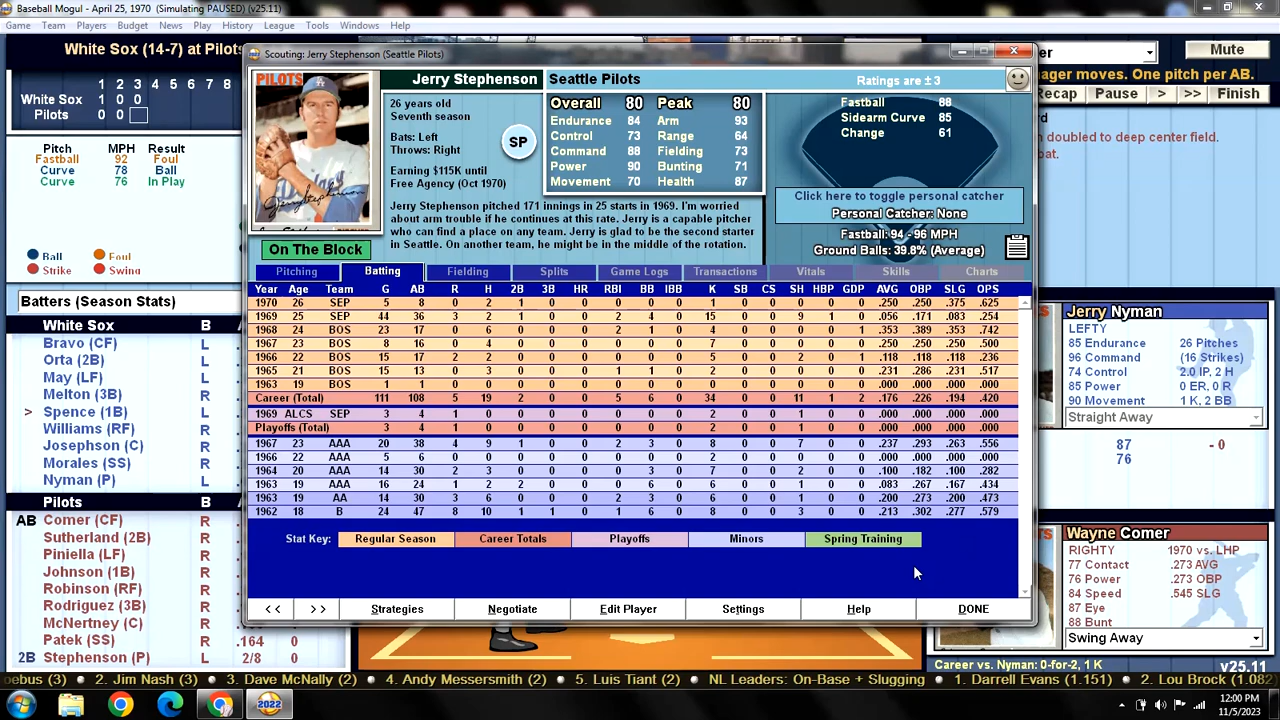 Baseball Mogul - April 25, 1970 (Simulating PAUSED) (v25.11)
Game Team Players Budget News Play History League Tools Windows Help
White Sox (14-7) at Pilots
1 2 3 4 5 6 7 8
White Sox 1 0 0
Pilots 0 0
Pitch MPH Result
Fastball 92 Foul
Curve 78 Ball
Curve 76 In Play
Ball Foul
Strike Swing
Batters (Season Stats)
White Sox B
Bravo (CF) L
Orta (2B) L
May (LF) L
Melton (3B) R
> Spence (1B) L
Williams (RF) R
Josephson (C) R
Morales (SS) R
Nyman (P) L
Pilots B
AB Comer (CF) R
Sutherland (2B) R
Piniella (LF) R
Johnson (1B) R
Robinson (RF) R
Rodriguez (3B) R
McNertney (C) R
Patek (SS) R .164 0
2B Stephenson (P) L 2/8 0
Scouting: Jerry Stephenson (Seattle Pilots)
PILOTS
Jerry Stephenson
26 years old
Seventh season
Bats: Left
Throws: Right
Earning $115K until
Free Agency (Oct 1970)
SP
Seattle Pilots
Ratings are ± 3
Overall 80 Peak 80
Endurance 84 Arm 93
Control 73 Range 64
Command 88 Fielding 73
Power 90 Bunting 71
Movement 70 Health 87
Fastball 88
Sidearm Curve 85
Change 61
Click here to toggle personal catcher
Personal Catcher: None
Fastball: 94 - 96 MPH
Ground Balls: 39.8% (Average)
Jerry Stephenson pitched 171 innings in 25 starts in 1969. I'm worried
about arm trouble if he continues at this rate. Jerry is a capable pitcher
who can find a place on any team. Jerry is glad to be the second starter
in Seattle. On another team, he might be in the middle of the rotation.
On The Block
Pitching Batting Fielding Splits Game Logs Transactions Vitals Skills Charts
Year Age Team G AB R H 2B 3B HR RBI BB IBB K SB CS SH HBP GDP AVG OBP SLG OPS
1970 26 SEP 5 8 0 2 1 0 0 0 0 0 1 0 0 0 0 0 .250 .250 .375 .625
1969 25 SEP 44 36 3 2 1 0 0 2 4 0 15 0 0 9 1 0 .056 .171 .083 .254
1968 24 BOS 23 17 0 6 0 0 0 2 1 0 4 0 0 0 0 1 .353 .389 .353 .742
1967 23 BOS 8 16 0 4 0 0 0 0 0 0 7 0 0 0 0 0 .250 .250 .250 .500
1966 22 BOS 15 17 2 2 0 0 0 0 0 0 5 0 0 2 0 1 .118 .118 .118 .236
1965 21 BOS 15 13 0 3 0 0 0 1 1 0 2 0 0 0 0 0 .231 .286 .231 .517
1963 19 BOS 1 1 0 0 0 0 0 0 0 0 0 0 0 0 0 0 .000 .000 .000 .000
Career (Total) 111 108 5 19 2 0 0 5 6 0 34 0 0 11 1 2 .176 .226 .194 .420
1969 ALCS SEP 3 4 1 0 0 0 0 0 0 0 2 0 0 1 0 0 .000 .000 .000 .000
Playoffs (Total) 3 4 1 0 0 0 0 0 0 0 2 0 0 1 0 0 .000 .000 .000 .000
1967 23 AAA 20 38 4 9 1 0 0 2 3 0 8 0 0 7 0 0 .237 .293 .263 .556
1966 22 AAA 5 6 0 0 0 0 0 0 0 0 2 0 0 0 0 0 .000 .000 .000 .000
1964 20 AAA 14 30 2 3 0 0 0 0 3 0 7 0 0 2 0 0 .100 .182 .100 .282
1963 19 AAA 16 24 1 2 2 0 0 0 6 0 6 0 0 1 0 0 .083 .267 .167 .434
1963 19 AA 14 30 3 6 0 0 0 2 3 0 6 0 0 1 0 0 .200 .273 .200 .473
1962 18 B 24 47 8 10 1 1 0 1 6 0 8 0 0 3 0 0 .213 .302 .277 .579
Stat Key: Regular Season Career Totals Playoffs Minors Spring Training
<< >> Strategies Negotiate Edit Player Settings Help DONE
Mute
nager moves. One pitch per AB.
Recap Pause > >> Finish
doubled to deep center field.
Jerry Nyman
LEFTY
85 Endurance 26 Pitches
96 Command (16 Strikes)
74 Control 2.0 IP, 2 H
85 Power 0 ER, 0 R
90 Movement 1 K, 2 BB
Straight Away
87 - 0
76
Wayne Comer
RIGHTY 1970 vs. LHP
77 Contact .273 AVG
76 Power .273 OBP
84 Speed .545 SLG
87 Eye
88 Bunt
Swing Away
Career vs. Nyman: 0-for-2, 1 K
v25.11
oebus (3) 2. Jim Nash (3) 3. Dave McNally (2) 4. Andy Messersmith (2) 5. Luis Tiant (2) NL Leaders: On-Base + Slugging 1. Darrell Evans (1.151) 2. Lou Brock (1.082)
2022
12:00 PM
11/5/2023